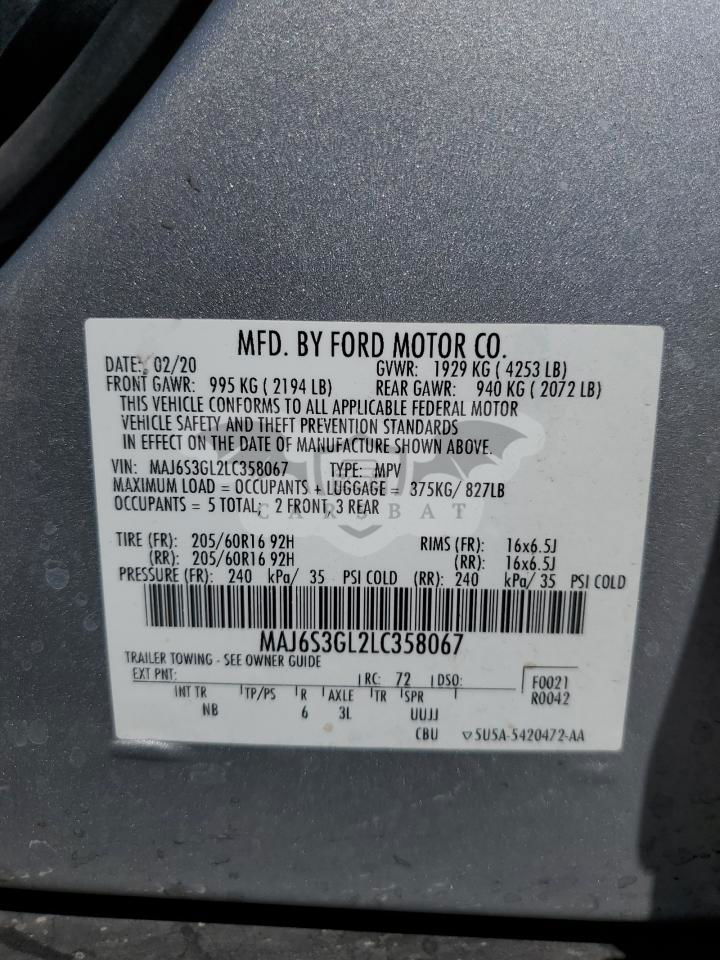 MFD. BY FORD MOTOR CO.
DATE: 02/20 GVWR: 1929 KG ( 4253 LB)
FRONT GAWR: 995 KG ( 2194 LB) REAR GAWR: 940 KG ( 2072 LB)
THIS VEHICLE CONFORMS TO ALL APPLICABLE FEDERAL MOTOR
VEHICLE SAFETY AND THEFT PREVENTION STANDARDS
IN EFFECT ON THE DATE OF MANUFACTURE SHOWN ABOVE.
VIN: MAJ6S3GL2LC358067 TYPE: MPV
MAXIMUM LOAD = OCCUPANTS + LUGGAGE = 375KG/ 827LB
OCCUPANTS = 5 TOTAL; 2 FRONT, 3 REAR
CARSBAT
TIRE (FR): 205/60R16 92H RIMS (FR): 16x6.5J
(RR): 205/60R16 92H (RR): 16x6.5J
PRESSURE (FR): 240 kPa/ 35 PSI COLD (RR): 240 kPa/ 35 PSI COLD
MAJ6S3GL2LC358067
TRAILER TOWING - SEE OWNER GUIDE
EXT PNT: RC: 72 DSO: F0021
R0042
INT TR TP/PS R AXLE TR SPR
NB 6 3L UUJJ
CBU SU5A-5420472-AA